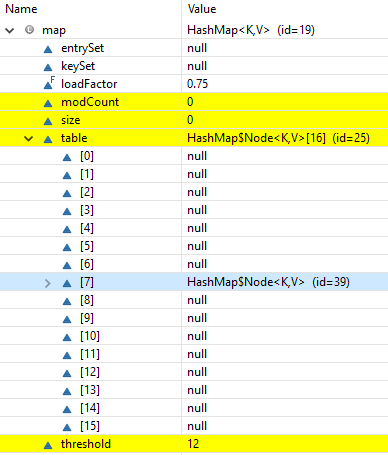 Name Value
map HashMap<K,V> (id=19)
entrySet null
keySet null
F loadFactor 0.75
modCount 0
size 0
table HashMap$Node<K,V>[16] (id=25)
[0] null
[1] null
[2] null
[3] null
[4] null
[5] null
[6] null
[7] HashMap$Node<K,V> (id=39)
[8] null
[9] null
[10] null
[11] null
[12] null
[13] null
[14] null
[15] null
threshold 12